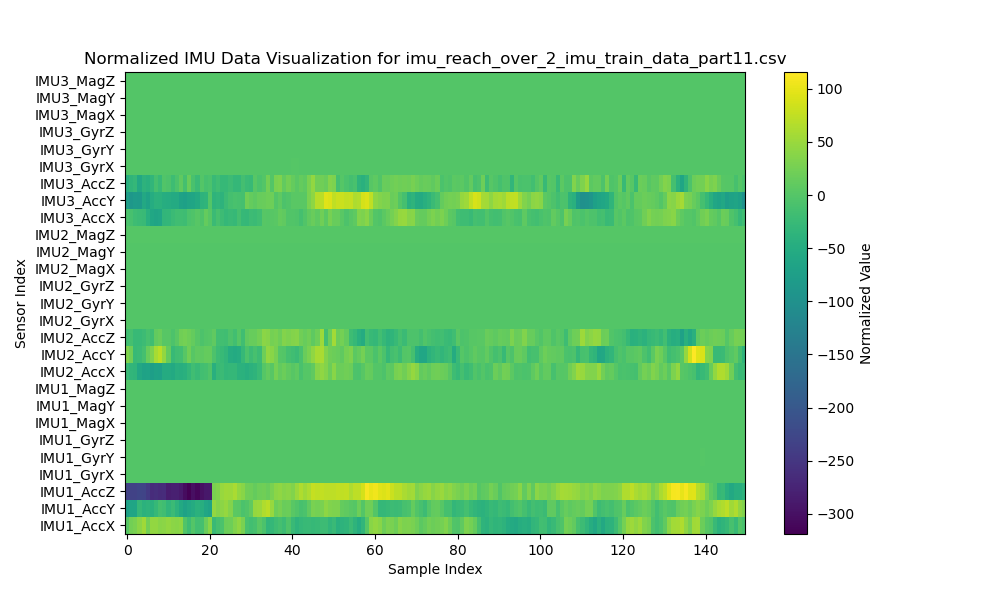 Normalized IMU Data Visualization for imu_reach_over_2_imu_train_data_part11.csv
Sensor Index
IMU3_MagZ
IMU3_MagY
IMU3_MagX
IMU3_GyrZ
IMU3_GyrY
IMU3_GyrX
IMU3_AccZ
IMU3_AccY
IMU3_AccX
IMU2_MagZ
IMU2_MagY
IMU2_MagX
IMU2_GyrZ
IMU2_GyrY
IMU2_GyrX
IMU2_AccZ
IMU2_AccY
IMU2_AccX
IMU1_MagZ
IMU1_MagY
IMU1_MagX
IMU1_GyrZ
IMU1_GyrY
IMU1_GyrX
IMU1_AccZ
IMU1_AccY
IMU1_AccX
0 20 40 60 80 100 120 140
Sample Index
100
50
0
−50
−100
−150
−200
−250
−300
Normalized Value